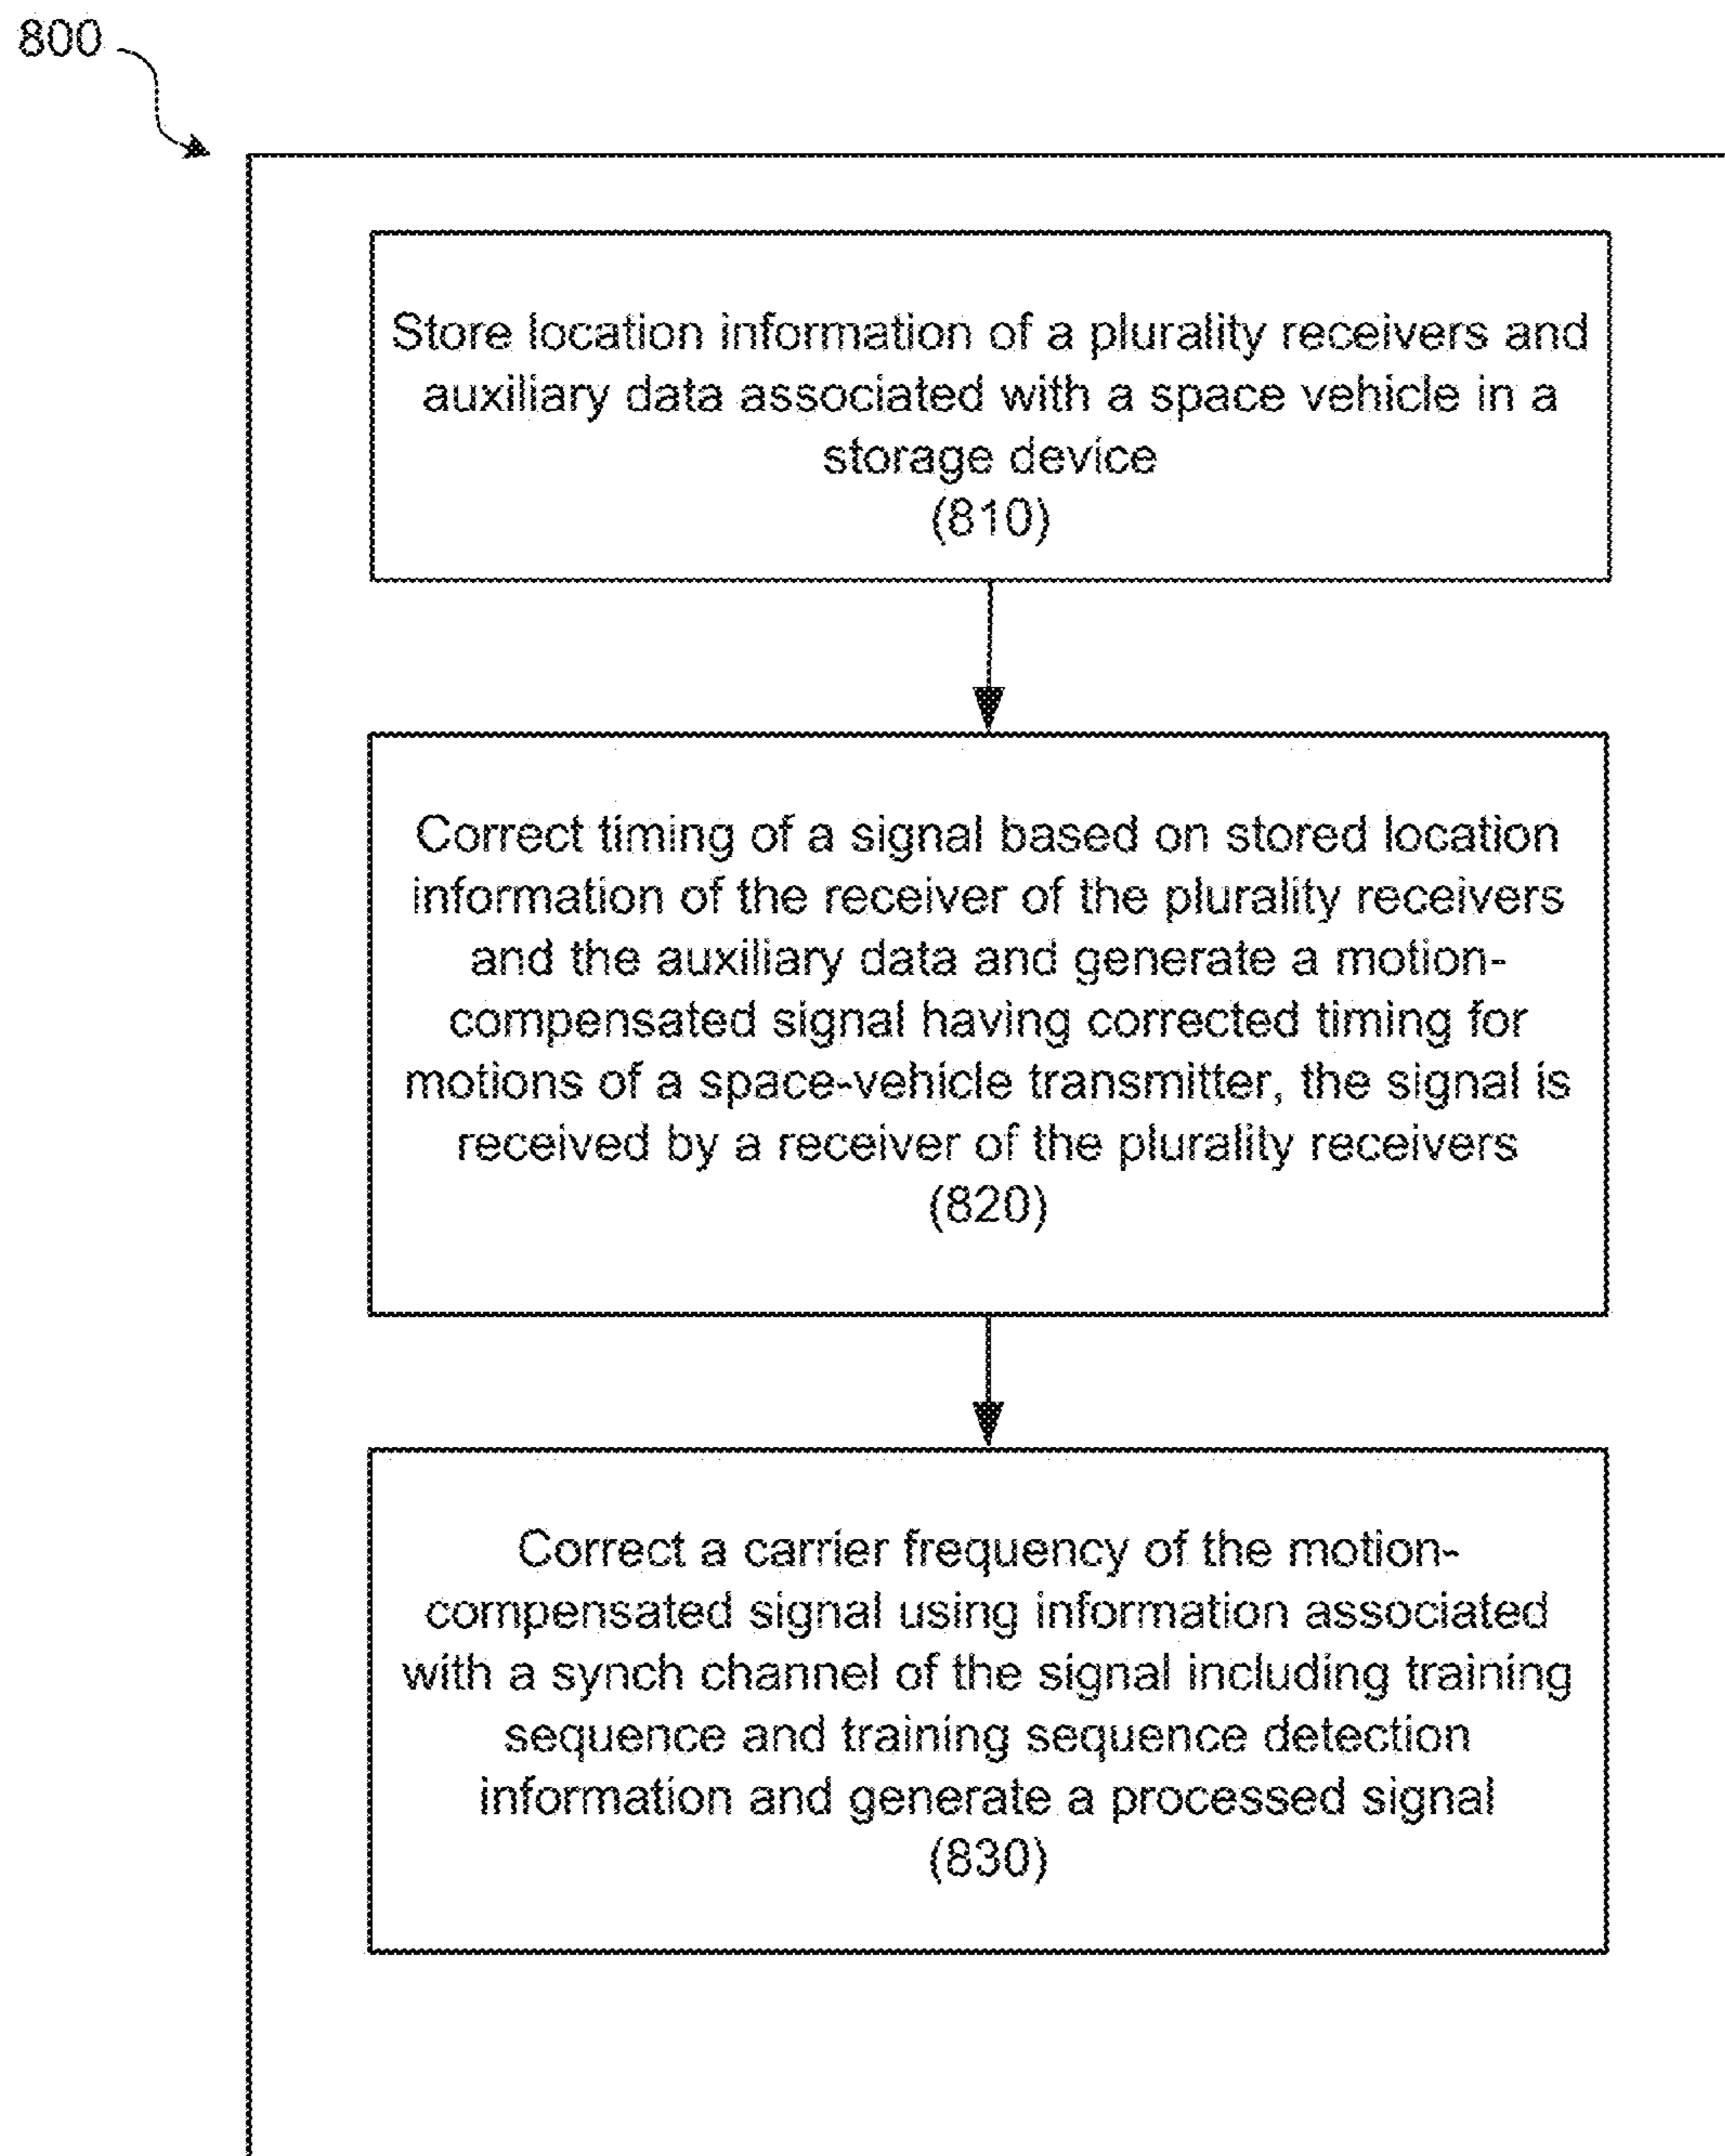 800
Store location information of a plurality receivers and
auxiliary data associated with a space vehicle in a
storage device
(810)
Correct timing of a signal based on stored location
information of the receiver of the plurality receivers
and the auxiliary data and generate a motion-
compensated signal having corrected timing for
motions of a space-vehicle transmitter, the signal is
received by a receiver of the plurality receivers
(820)
Correct a carrier frequency of the motion-
compensated signal using information associated
with a synch channel of the signal including training
sequence and training sequence detection
information and generate a processed signal
(830)